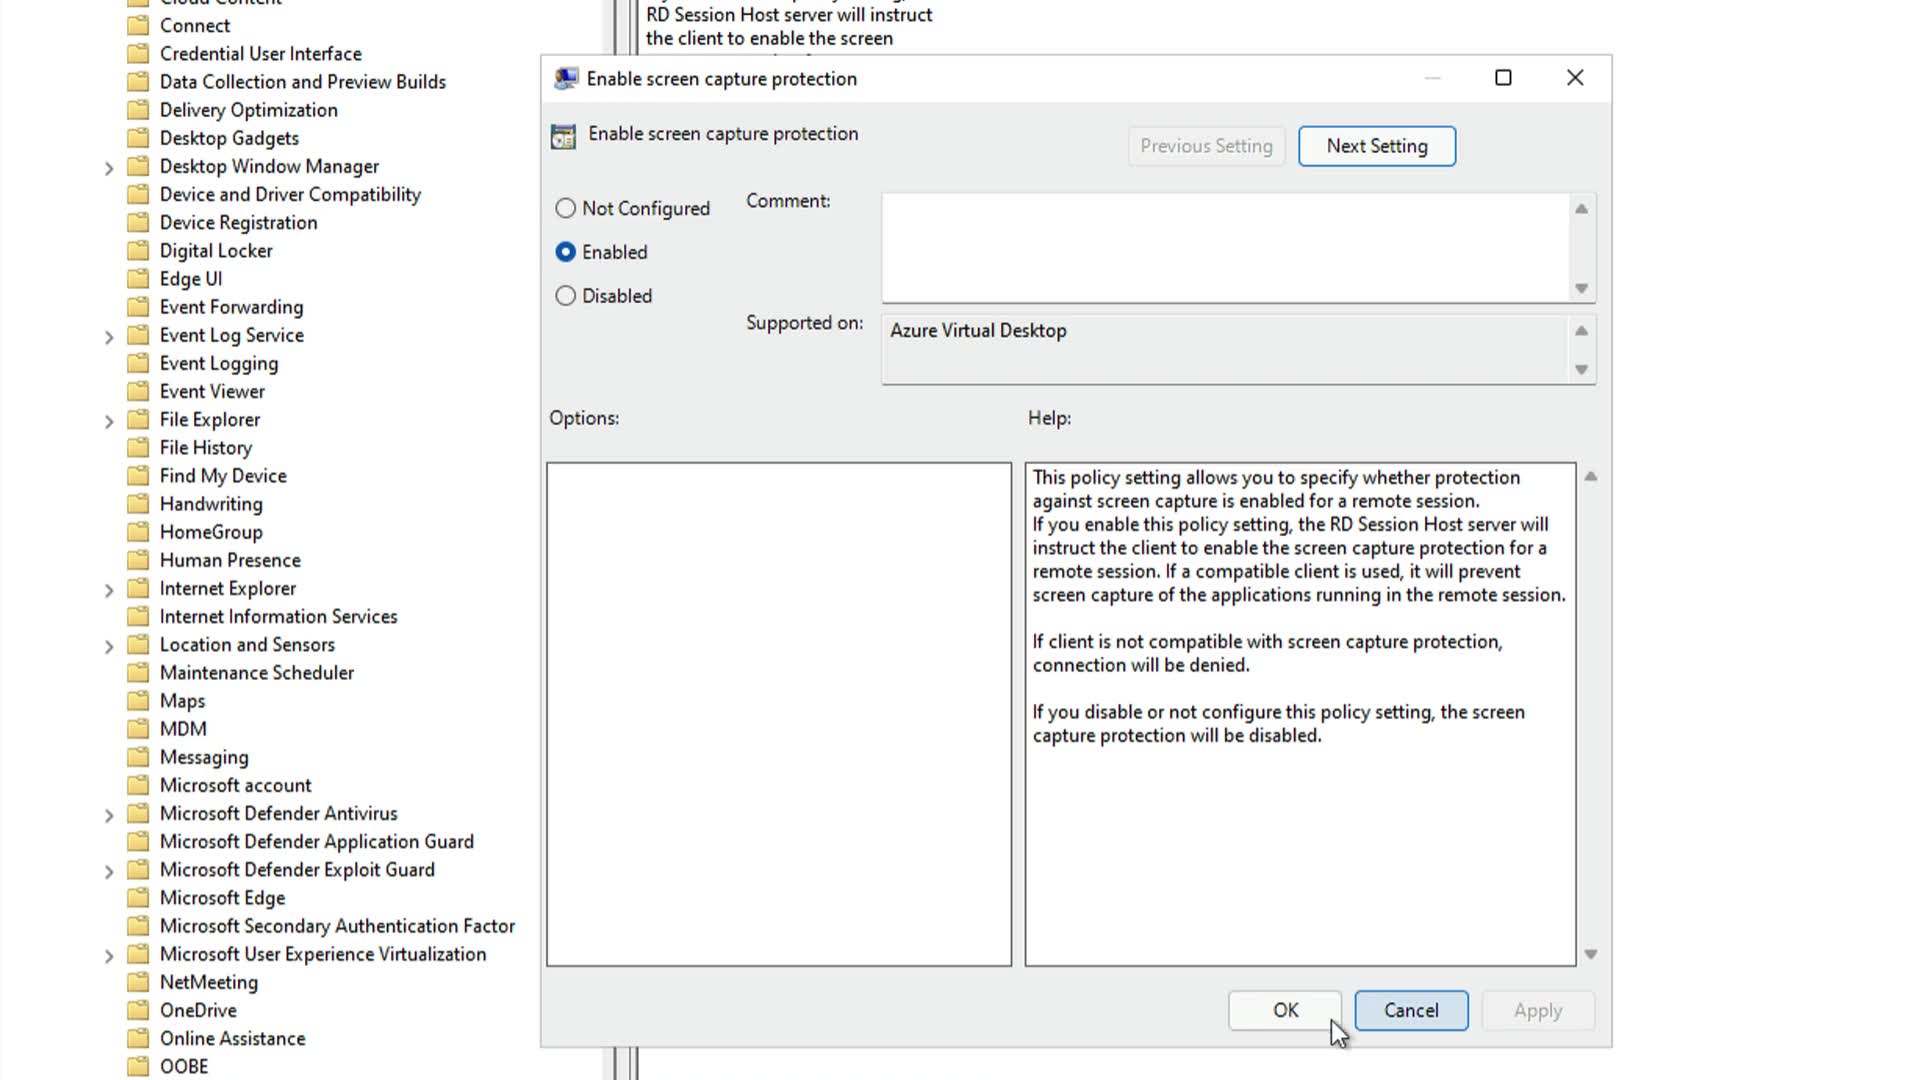 Connect
Credential User Interface
Data Collection and Preview Builds
Delivery Optimization
Desktop Gadgets
Desktop Window Manager
Device and Driver Compatibility
Device Registration
Digital Locker
Edge UI
Event Forwarding
Event Log Service
Event Logging
Event Viewer
File Explorer
File History
Find My Device
Handwriting
HomeGroup
Human Presence
Internet Explorer
Internet Information Services
Location and Sensors
Maintenance Scheduler
Maps
MDM
Messaging
Microsoft account
Microsoft Defender Antivirus
Microsoft Defender Application Guard
Microsoft Defender Exploit Guard
Microsoft Edge
Microsoft Secondary Authentication Factor
Microsoft User Experience Virtualization
NetMeeting
OneDrive
Online Assistance
OOBE
RD Session Host server will instruct
the client to enable the screen
Enable screen capture protection
Enable screen capture protection
Previous Setting
Next Setting
Not Configured
Enabled
Disabled
Comment:
Supported on:
Azure Virtual Desktop
Options:
Help:
This policy setting allows you to specify whether protection
against screen capture is enabled for a remote session.
If you enable this policy setting, the RD Session Host server will
instruct the client to enable the screen capture protection for a
remote session. If a compatible client is used, it will prevent
screen capture of the applications running in the remote session.
If client is not compatible with screen capture protection,
connection will be denied.
If you disable or not configure this policy setting, the screen
capture protection will be disabled.
OK
Cancel
Apply